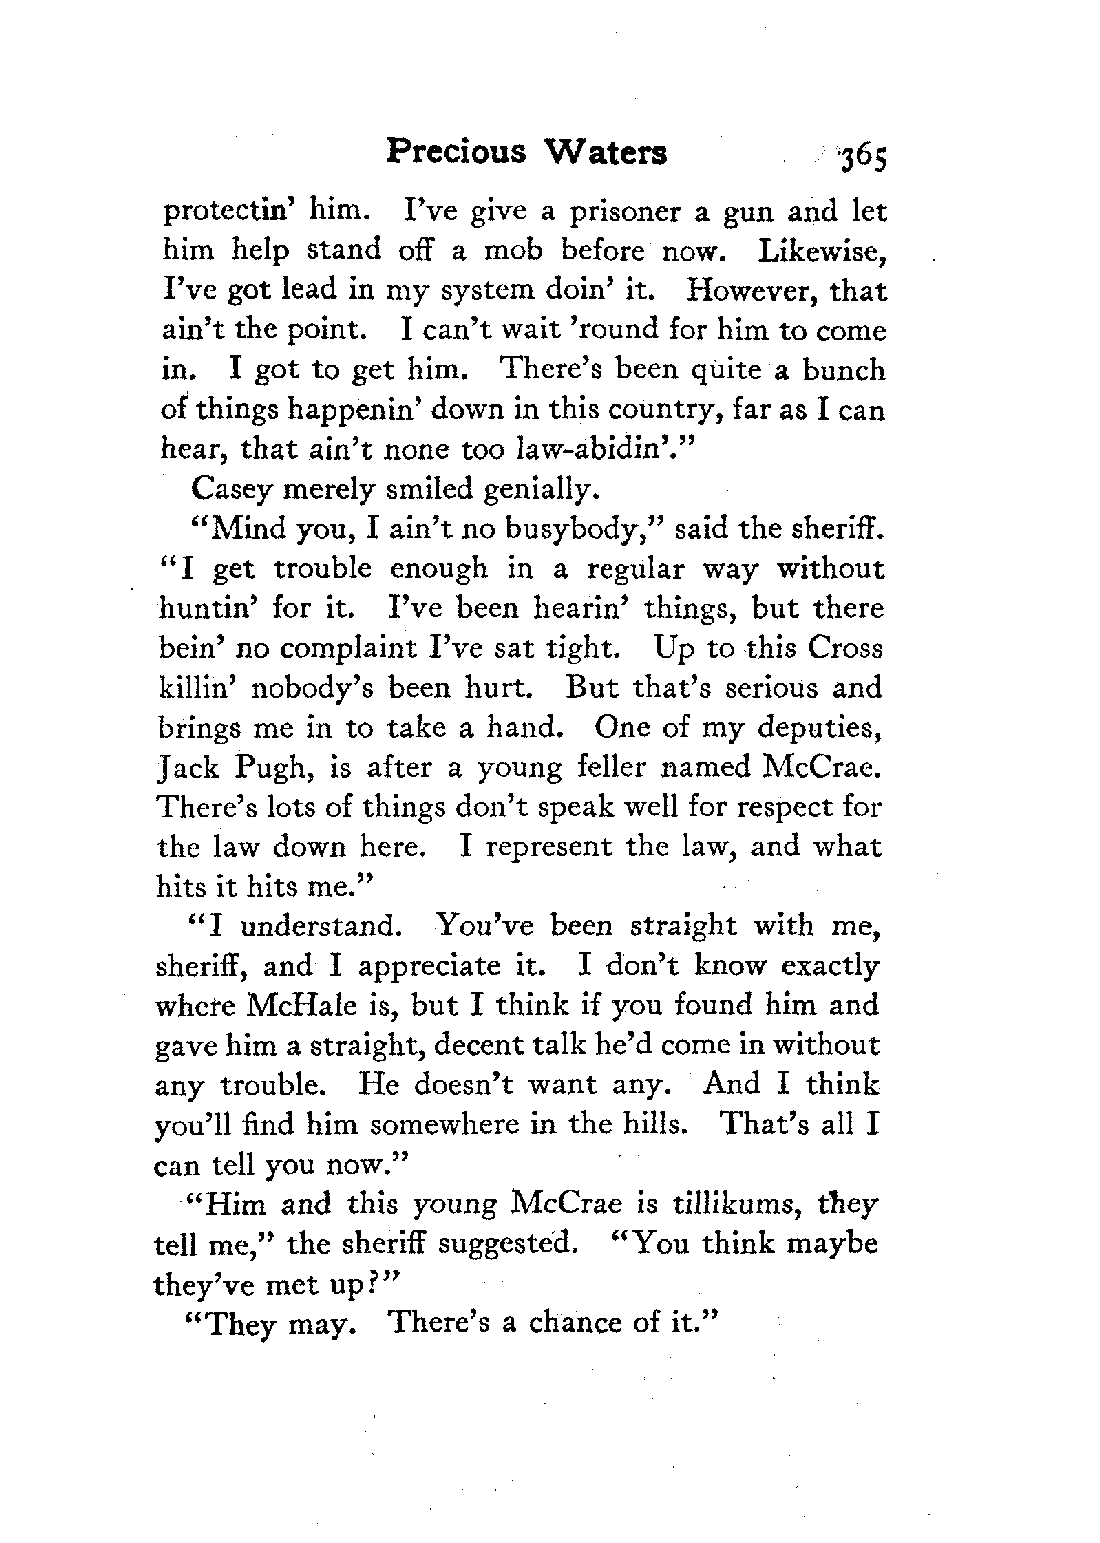 Precious Waters 365
protectin' him. I've give a prisoner a gun and let
him help stand off a mob before now. Likewise,
I've got lead in my system doin' it. However, that
ain't the point. I can't wait 'round for him to come
in. I got to get him. There's been quite a bunch
of things happenin' down in this country, far as I can
hear, that ain't none too law-abidin'."
Casey merely smiled genially.
"Mind you, I ain't no busybody," said the sheriff.
"I get trouble enough in a regular way without
huntin' for it. I've been hearin' things, but there
bein' no complaint I've sat tight. Up to this Cross
killin' nobody's been hurt. But that's serious and
brings me in to take a hand. One of my deputies,
Jack Pugh, is after a young feller named McCrae.
There's lots of things don't speak well for respect for
the law down here. I represent the law, and what
hits it hits me."
"I understand. You've been straight with me,
sheriff, and I appreciate it. I don't know exactly
where McHale is, but I think if you found him and
gave him a straight, decent talk he'd come in without
any trouble. He doesn't want any. And I think
you'll find him somewhere in the hills. That's all I
can tell you now."
"Him and this young McCrae is tillikums, they
tell me," the sheriff suggested. "You think maybe
they've met up?"
"They may. There's a chance of it."